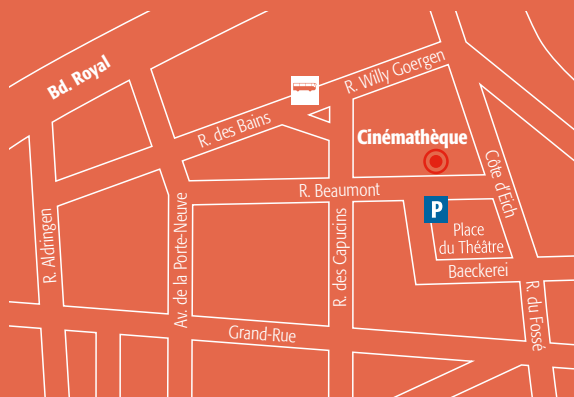 Bd. Royal
R. Willy Goergen
R. des Bains
Cinémathèque
Côte d'Eich
R. Beaumont
P
Place
du Théâtre
Baeckerei
R. Aldringen
Av. de la Porte-Neuve
R. des Capucins
R. du Fossé
Grand-Rue